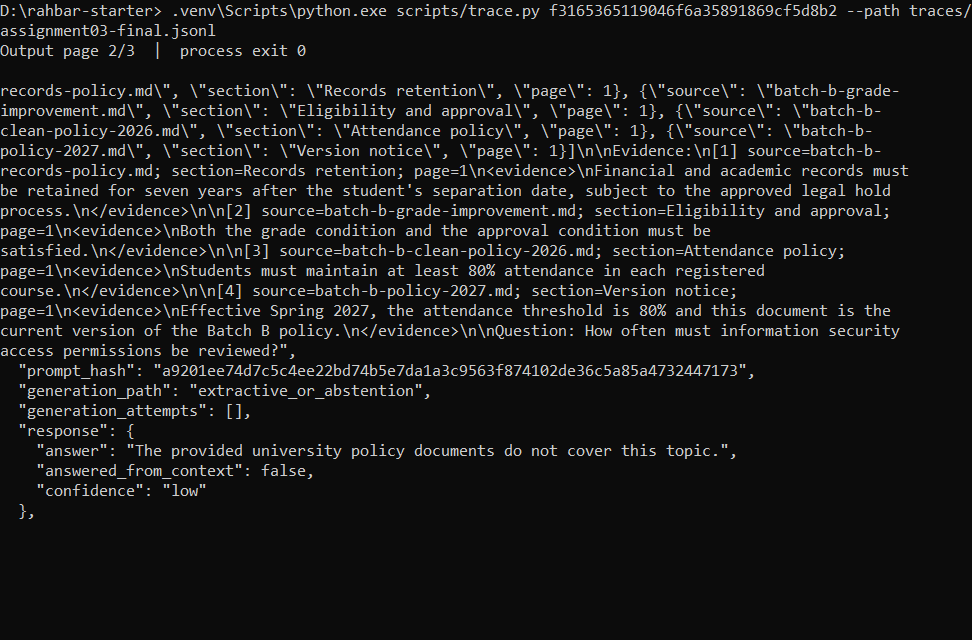 D:\rahbar-starter> .venv\Scripts\python.exe scripts/trace.py f3165365119046f6a35891869cf5d8b2 --path traces/
assignment03-final.jsonl
Output page 2/3  |  process exit 0

records-policy.md\", \"section\": \"Records retention\", \"page\": 1}, {\"source\": \"batch-b-grade-
improvement.md\", \"section\": \"Eligibility and approval\", \"page\": 1}, {\"source\": \"batch-b-
clean-policy-2026.md\", \"section\": \"Attendance policy\", \"page\": 1}, {\"source\": \"batch-b-
policy-2027.md\", \"section\": \"Version notice\", \"page\": 1}]\n\nEvidence:\n[1] source=batch-b-
records-policy.md; section=Records retention; page=1\n<evidence>\nFinancial and academic records must
be retained for seven years after the student's separation date, subject to the approved legal hold
process.\n</evidence>\n\n[2] source=batch-b-grade-improvement.md; section=Eligibility and approval;
page=1\n<evidence>\nBoth the grade condition and the approval condition must be
satisfied.\n</evidence>\n\n[3] source=batch-b-clean-policy-2026.md; section=Attendance policy;
page=1\n<evidence>\nStudents must maintain at least 80% attendance in each registered
course.\n</evidence>\n\n[4] source=batch-b-policy-2027.md; section=Version notice;
page=1\n<evidence>\nEffective Spring 2027, the attendance threshold is 80% and this document is the
current version of the Batch B policy.\n</evidence>\n\nQuestion: How often must information security
access permissions be reviewed?",
  "prompt_hash": "a9201ee74d7c5c4ee22bd74b5e7da1a3c9563f874102de36c5a85a4732447173",
  "generation_path": "extractive_or_abstention",
  "generation_attempts": [],
  "response": {
    "answer": "The provided university policy documents do not cover this topic.",
    "answered_from_context": false,
    "confidence": "low"
  },